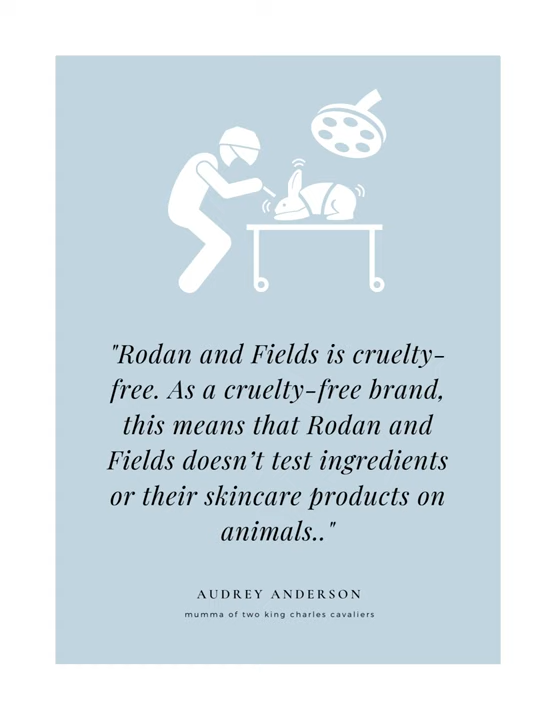 "Rodan and Fields is cruelty-
free. As a cruelty-free brand,
this means that Rodan and
Fields doesn't test ingredients
or their skincare products on
animals.."
AUDREY ANDERSON
mumma of two king charles cavaliers